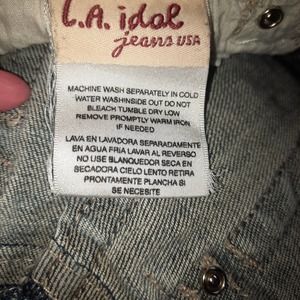 L.A. idol
jeans USA
MACHINE WASH SEPARATELY IN COLD
WATER WASHINSIDE OUT DO NOT
BLEACH TUMBLE DRY LOW
REMOVE PROMPTLY WARM IRON
IF NEEDED
LAVA EN LAVADORA SEPARADAMENTE
EN AGUA FRIA LAVAR AL REVERSO
NO USE BLANQUEDOR SECA EN
SECADORA CIELO LENTO RETIRA
PRONTAMENTE PLANCHA SI
SE NECESITE